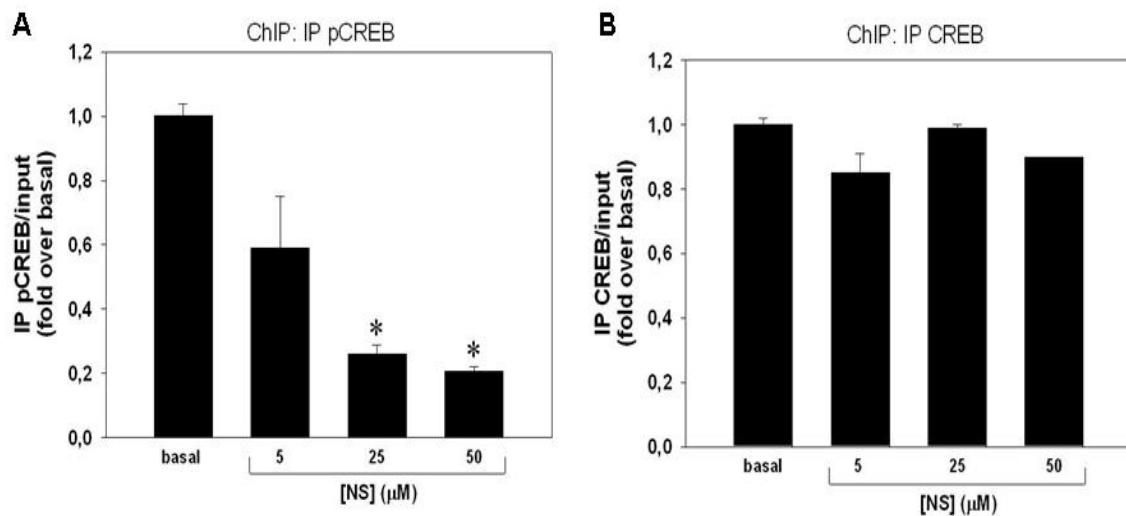 A
ChIP: IP pCREB
IP pCREB/input
(fold over basal)
1,2
1,0
0,8
0,6
0,4
0,2
0,0
*
*
basal
5
25
50
[NS] (μM)
B
ChIP: IP CREB
IP CREB/input
(fold over basal)
1,2
1,0
0,8
0,6
0,4
0,2
0,0
basal
5
25
50
[NS] (μM)